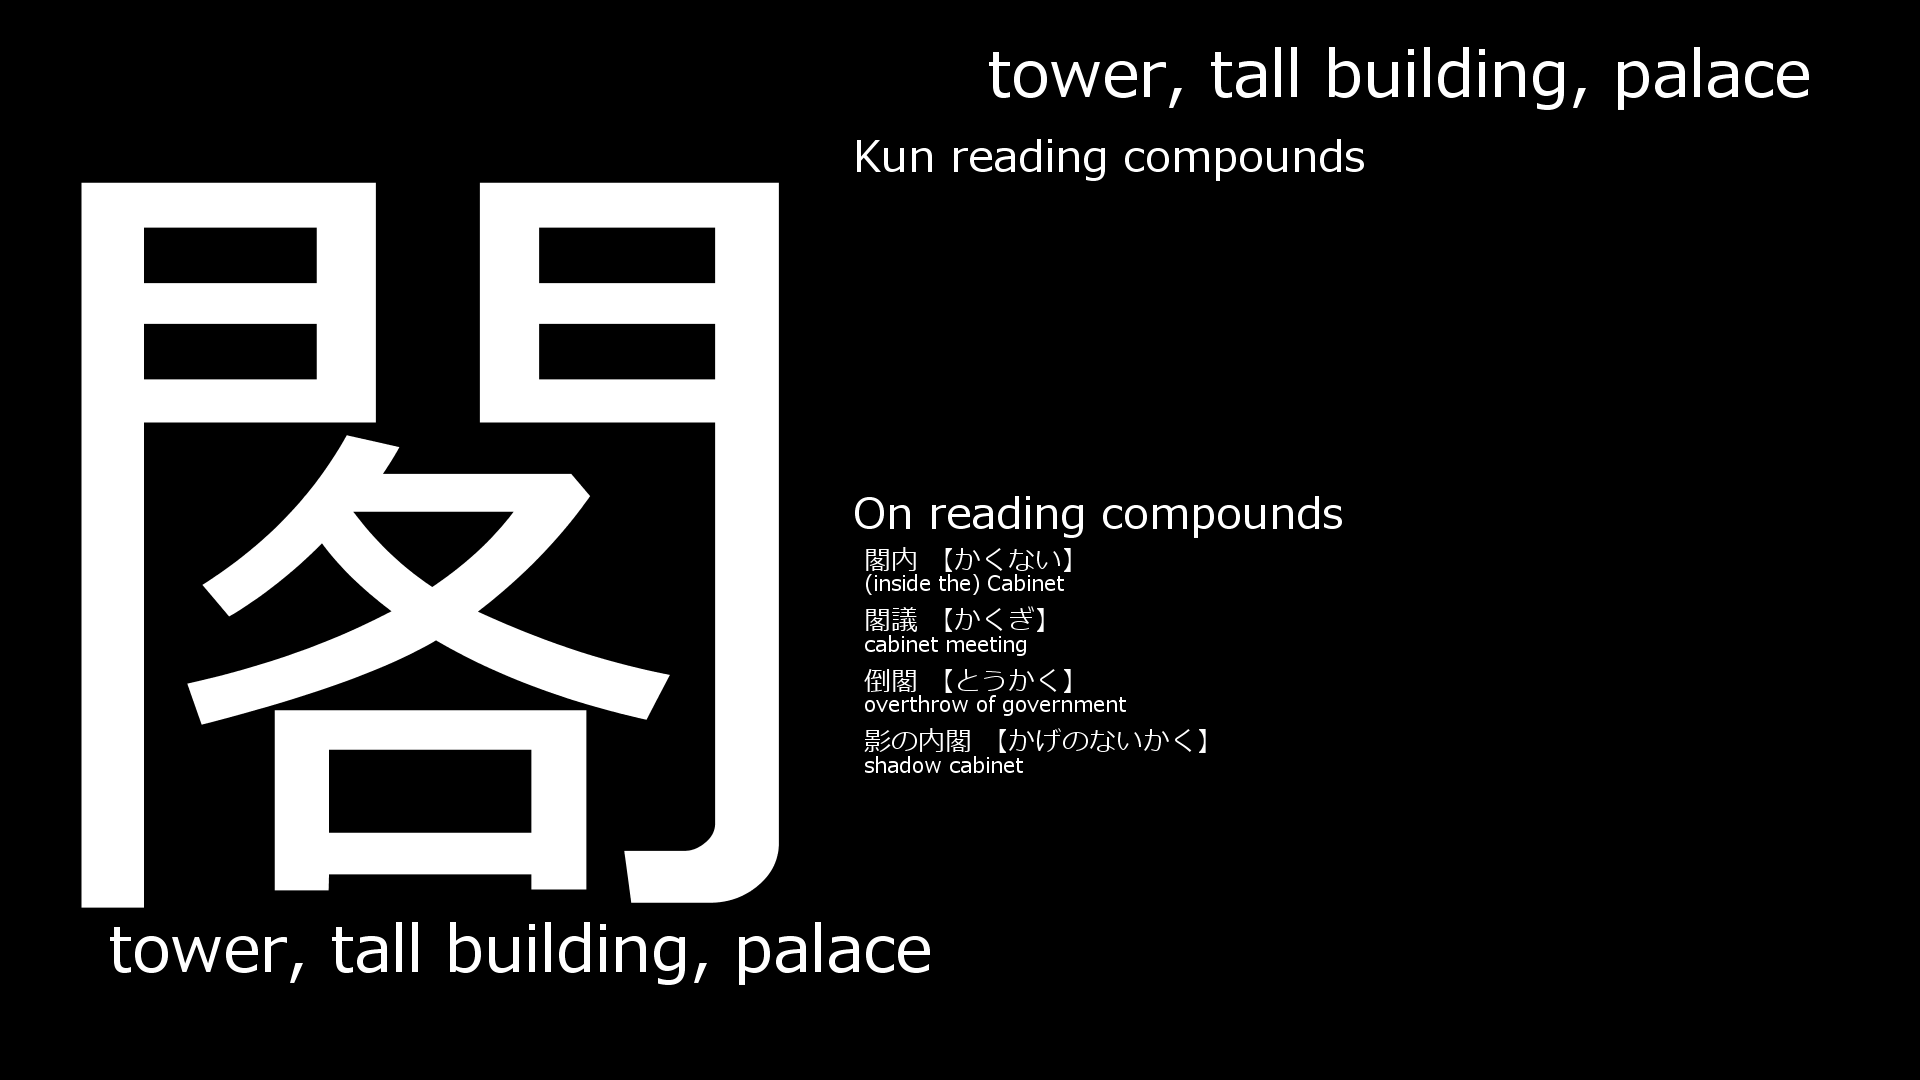 閣
tower, tall building, palace
tower, tall building, palace
Kun reading compounds
On reading compounds
閣内 【かくない】
(inside the) Cabinet
閣議 【かくぎ】
cabinet meeting
倒閣 【とうかく】
overthrow of government
影の内閣 【かげのないかく】
shadow cabinet